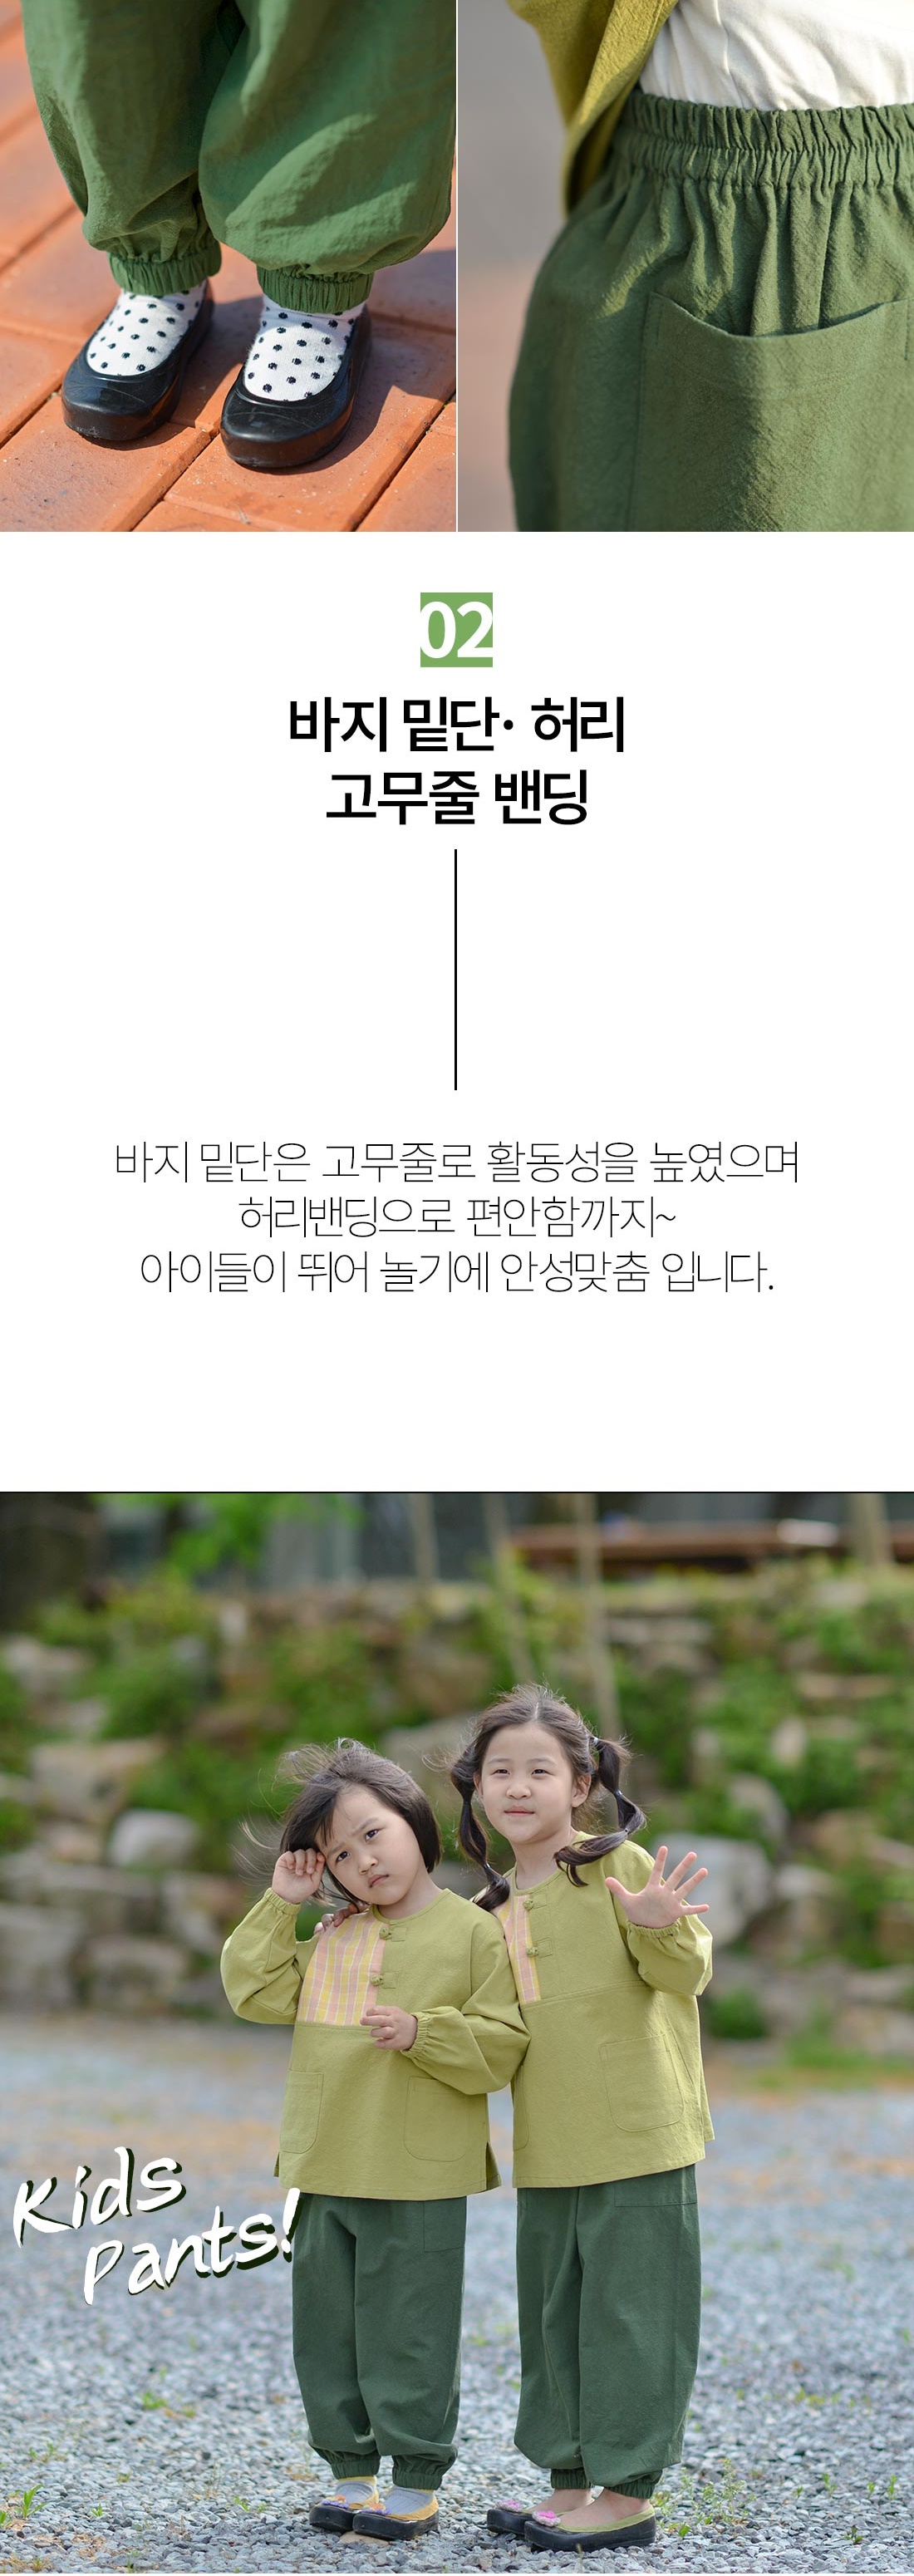 02
바지 밑단· 허리
고무줄 밴딩
바지 밑단은 고무줄로 활동성을 높였으며
허리밴딩으로 편안함까지~
아이들이 뛰어 놀기에 안성맞춤 입니다.
Kids
Pants!